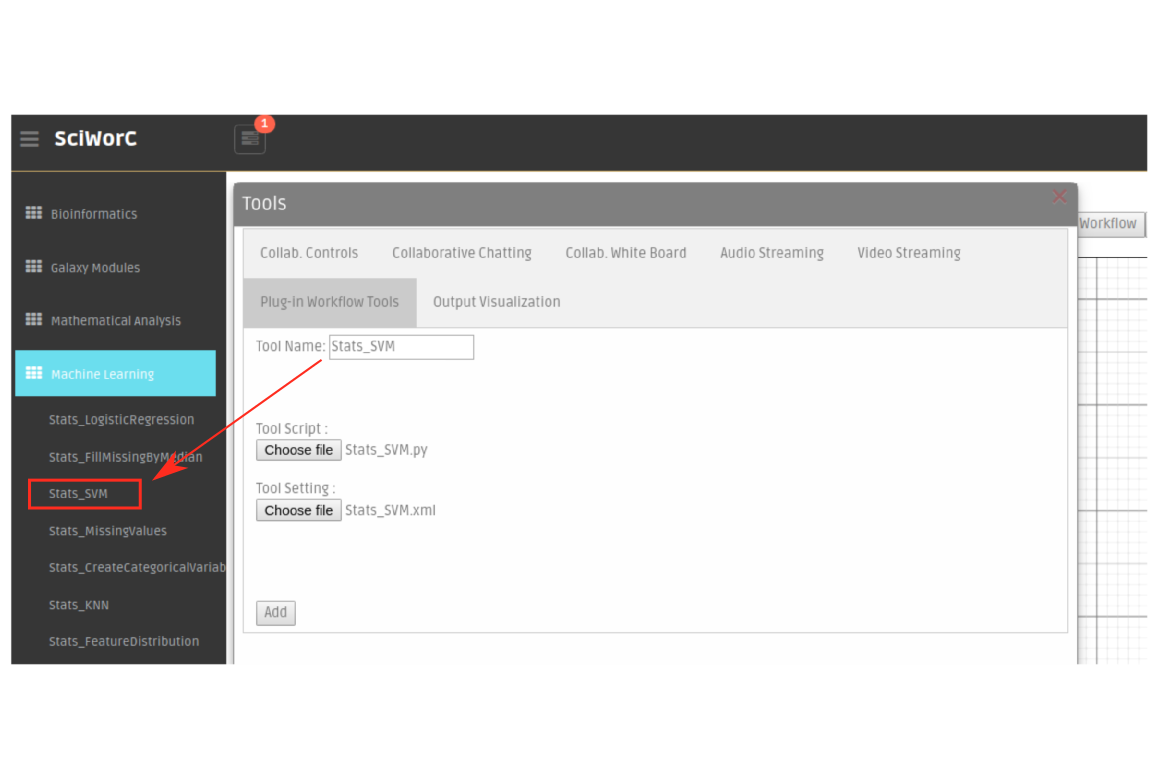 SciWorC
1
Bioinformatics
Galaxy Modules
Mathematical Analysis
Machine Learning
Stats_LogisticRegression
Stats_FillMissingByMedian
Stats_SVM
Stats_MissingValues
Stats_CreateCategoricalVariab
Stats_KNN
Stats_FeatureDistribution
Tools
Collab. Controls Collaborative Chatting Collab. White Board Audio Streaming Video Streaming
Plug-in Workflow Tools Output Visualization
Tool Name: Stats_SVM
Tool Script :
Choose file Stats_SVM.py
Tool Setting :
Choose file Stats_SVM.xml
Add
Workflow